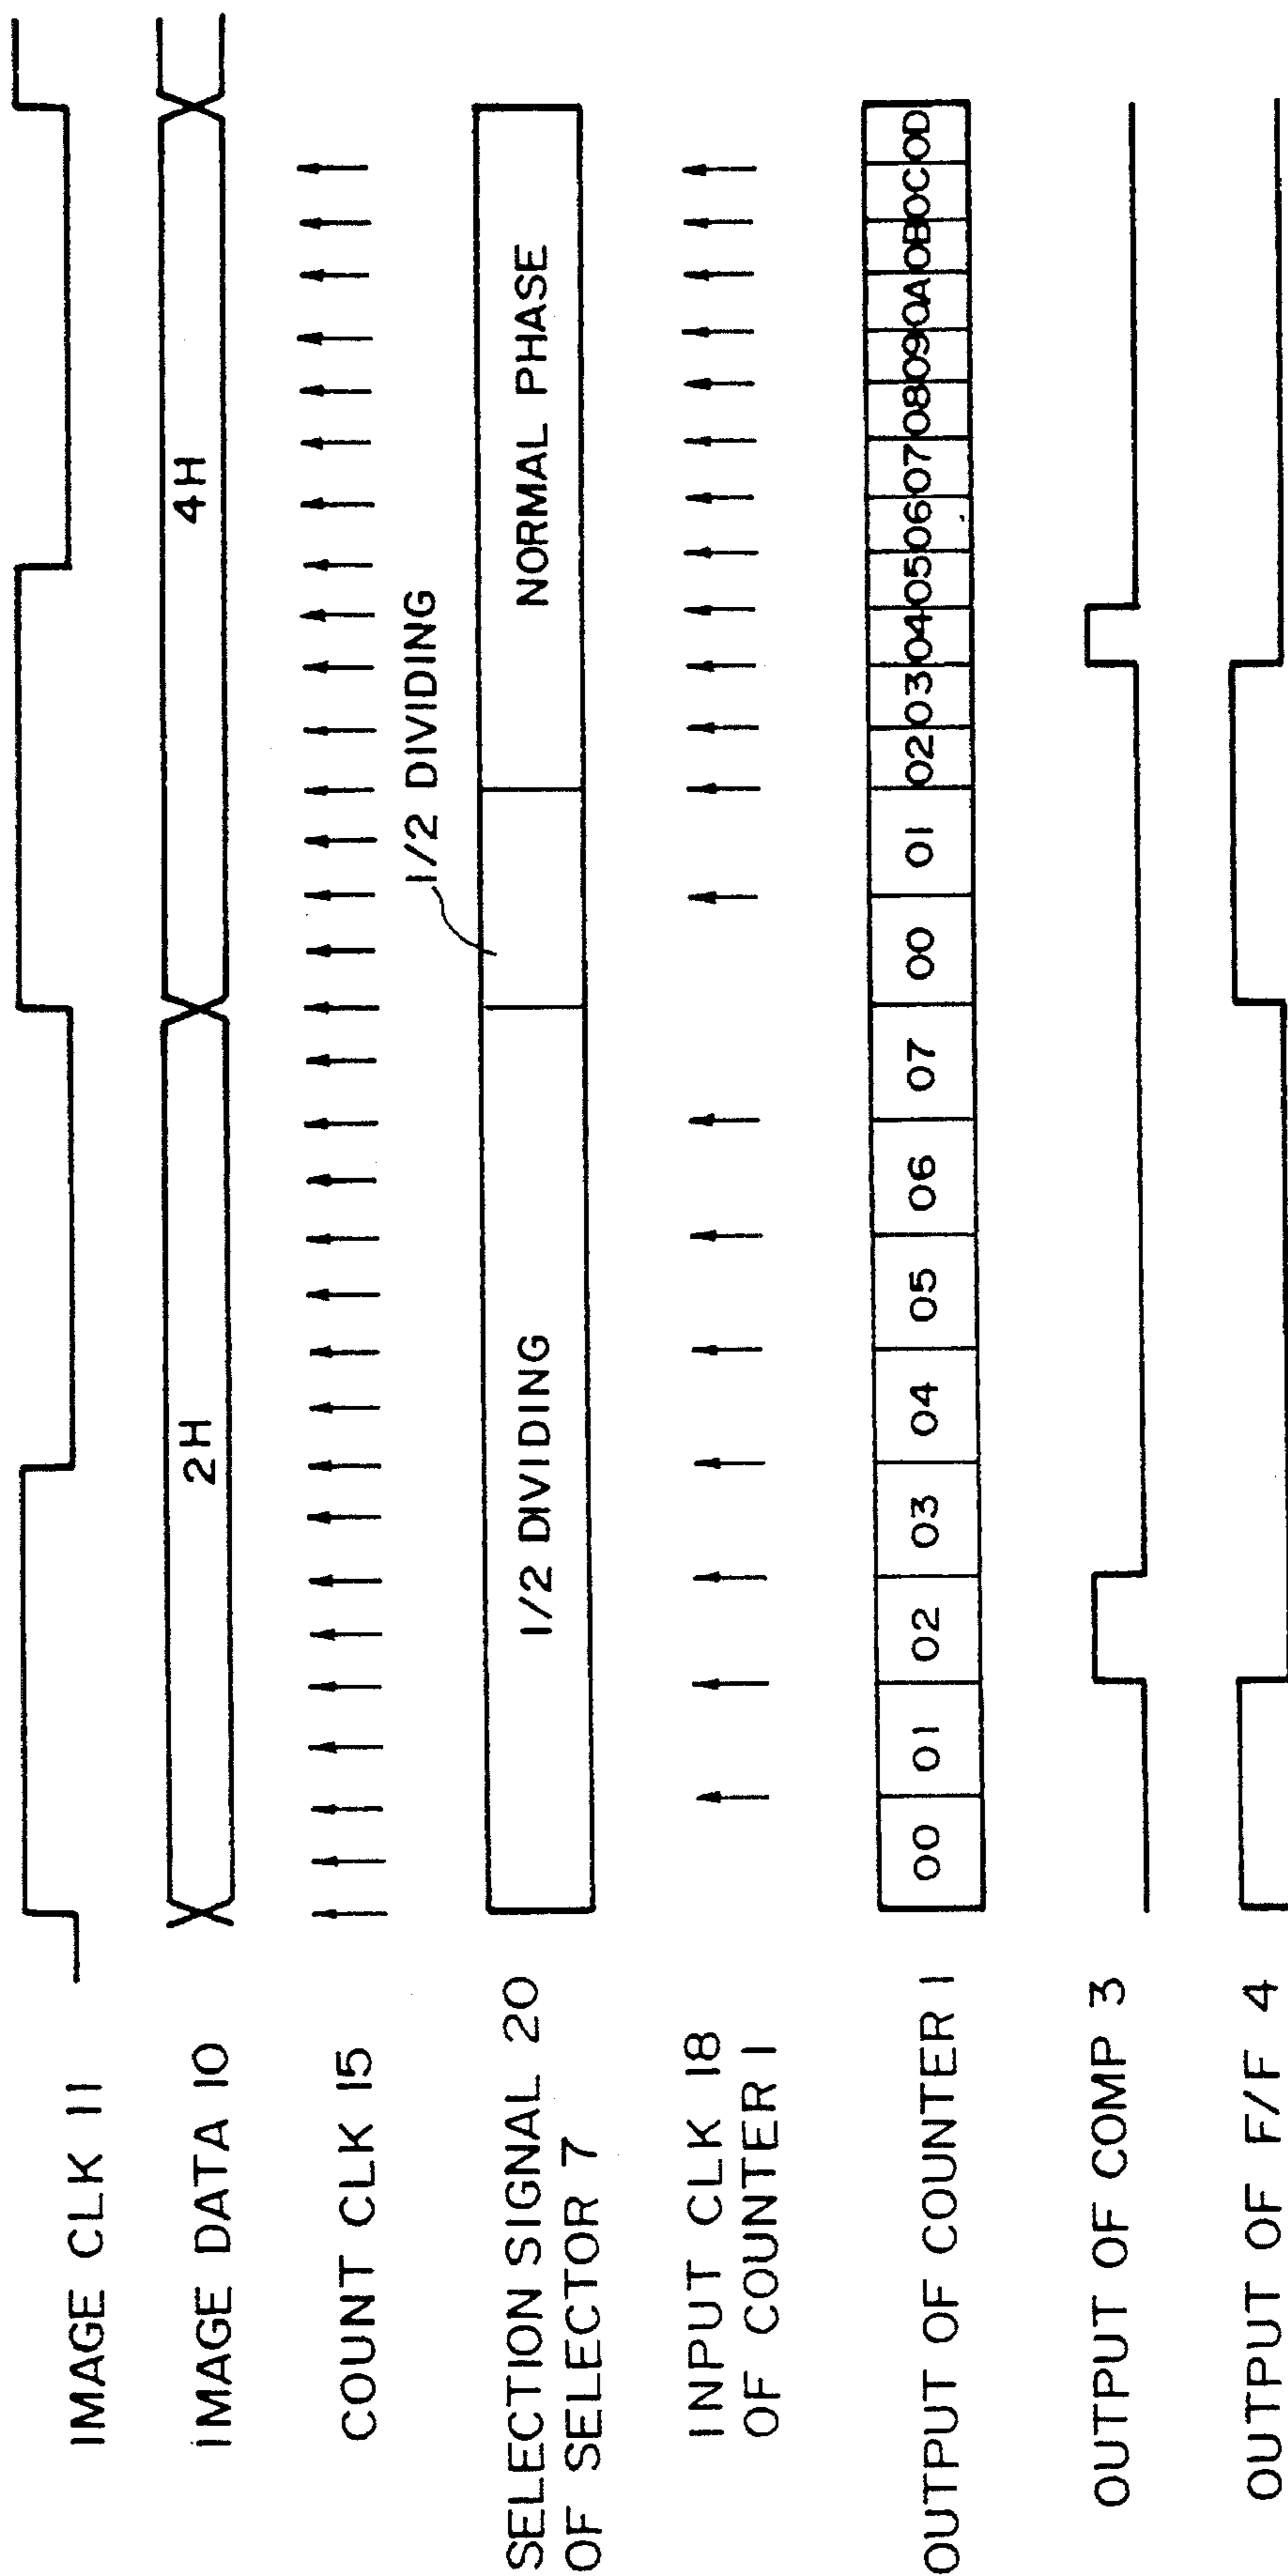 IMAGE CLK 11
IMAGE DATA 10
2H
4H
COUNT CLK 15
1/2 DIVIDING
SELECTION SIGNAL 20
OF SELECTOR 7
1/2 DIVIDING
NORMAL PHASE
INPUT CLK 18
OF COUNTER 1
OUTPUT OF COUNTER 1
00 01 02 03 04 05 06 07 00 01 02 03 04 05 06 07 08 09 0A 0B 0C 0D
OUTPUT OF COMP 3
OUTPUT OF F/F 4